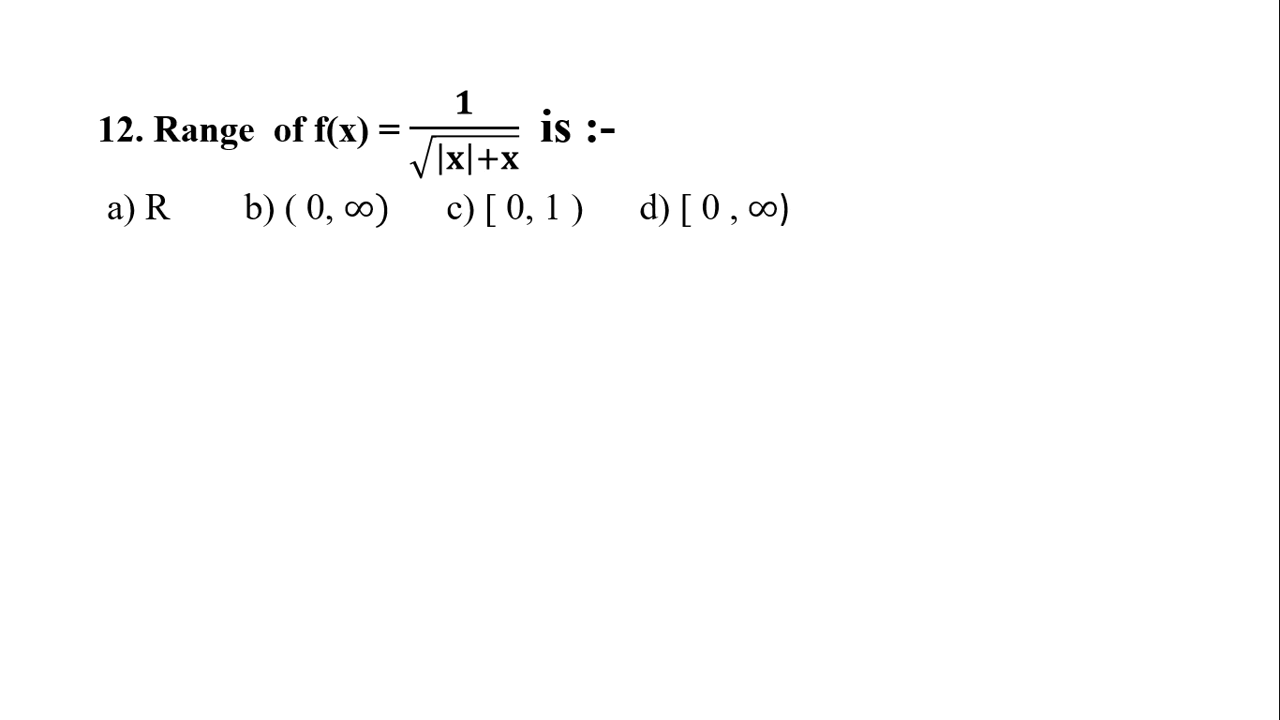 12. Range of f(x) = 1/√|x|+x is :-
a) R b) ( 0, ∞) c) [ 0, 1 ) d) [ 0 , ∞)